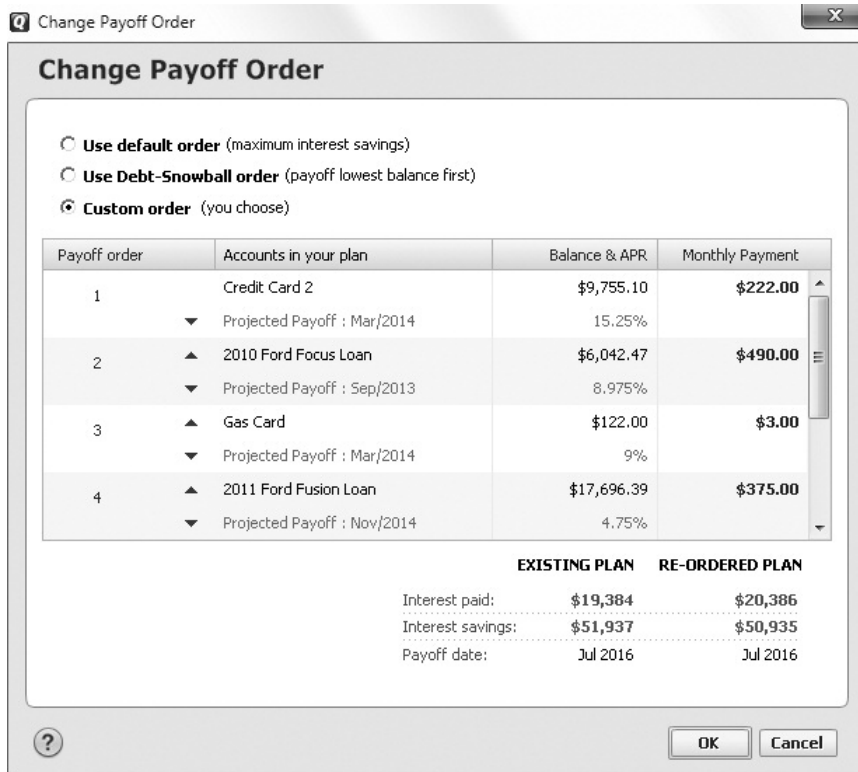 Q Change Payoff Order X
Change Payoff Order
Use default order (maximum interest savings)
Use Debt-Snowball order (payoff lowest balance first)
Custom order (you choose)
Payoff order Accounts in your plan Balance & APR Monthly Payment
1 Credit Card 2 $9,755.10 $222.00
Projected Payoff : Mar/2014 15.25%
2 2010 Ford Focus Loan $6,042.47 $490.00
Projected Payoff : Sep/2013 8.975%
3 Gas Card $122.00 $3.00
Projected Payoff : Mar/2014 9%
4 2011 Ford Fusion Loan $17,696.39 $375.00
Projected Payoff : Nov/2014 4.75%
EXISTING PLAN RE-ORDERED PLAN
Interest paid: $19,384 $20,386
Interest savings: $51,937 $50,935
Payoff date: Jul 2016 Jul 2016
? OK Cancel